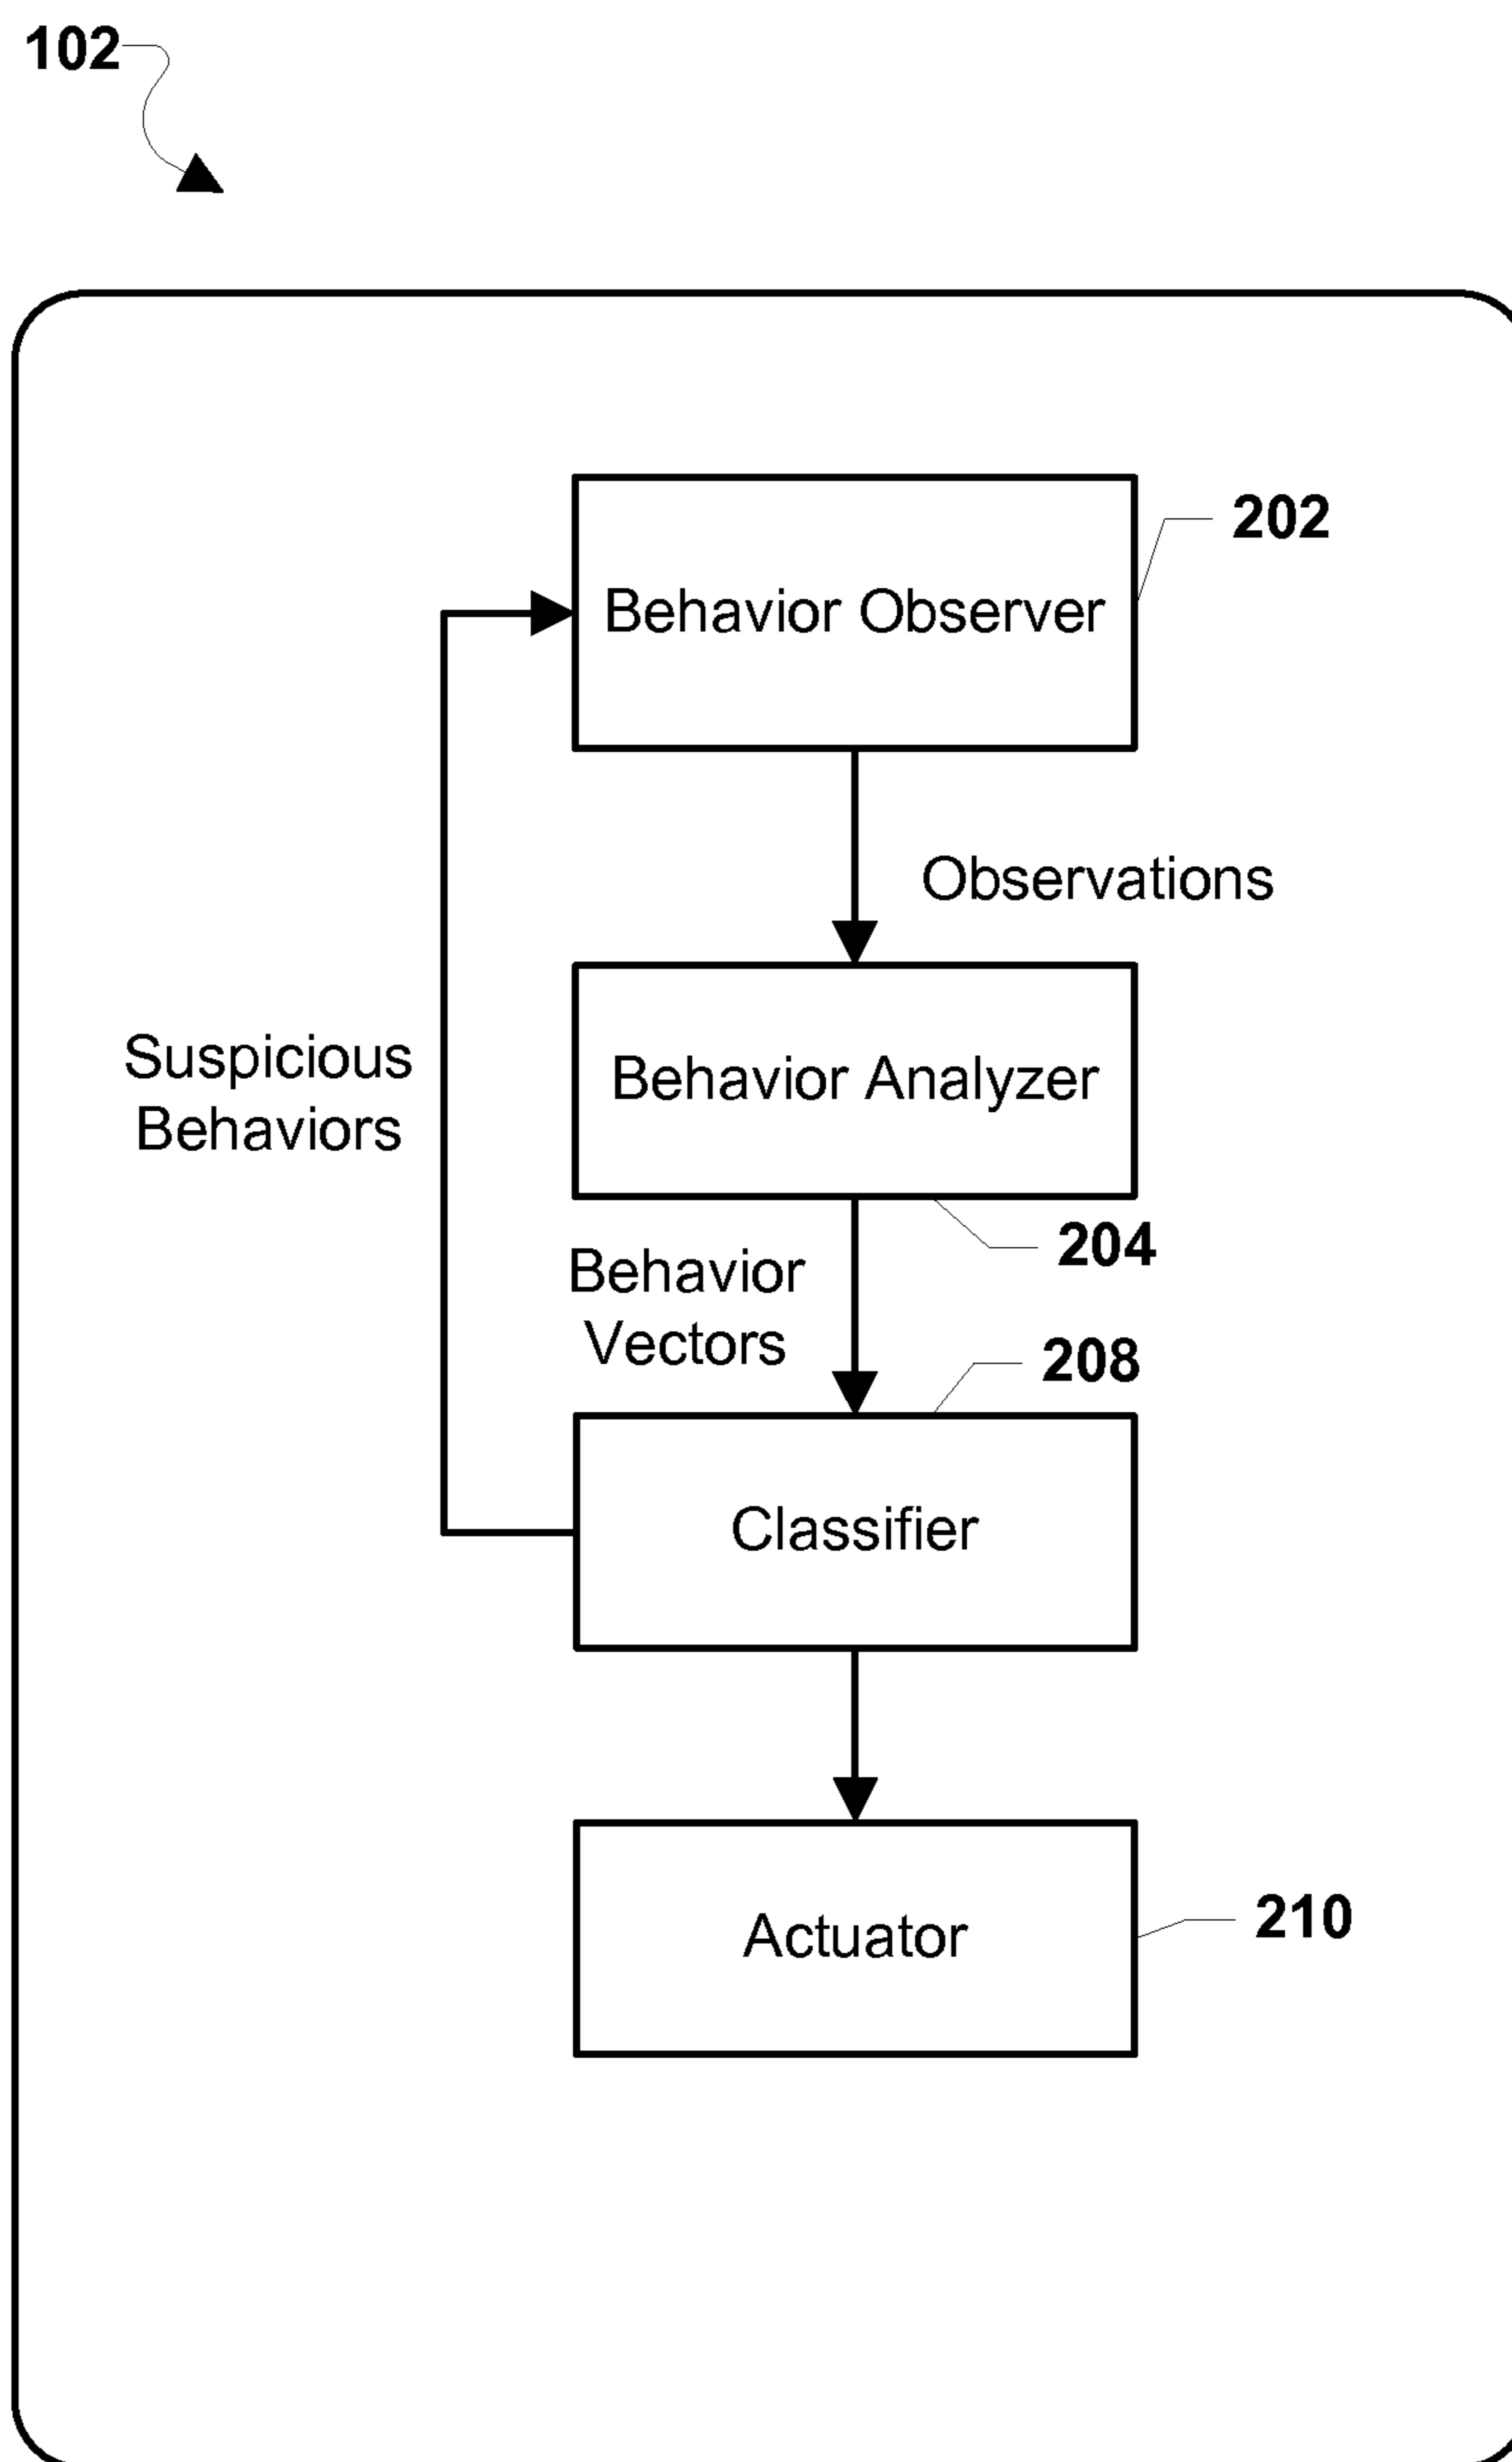 102
202
Behavior Observer
Observations
Suspicious
Behaviors
Behavior Analyzer
204
Behavior
Vectors
208
Classifier
Actuator
210